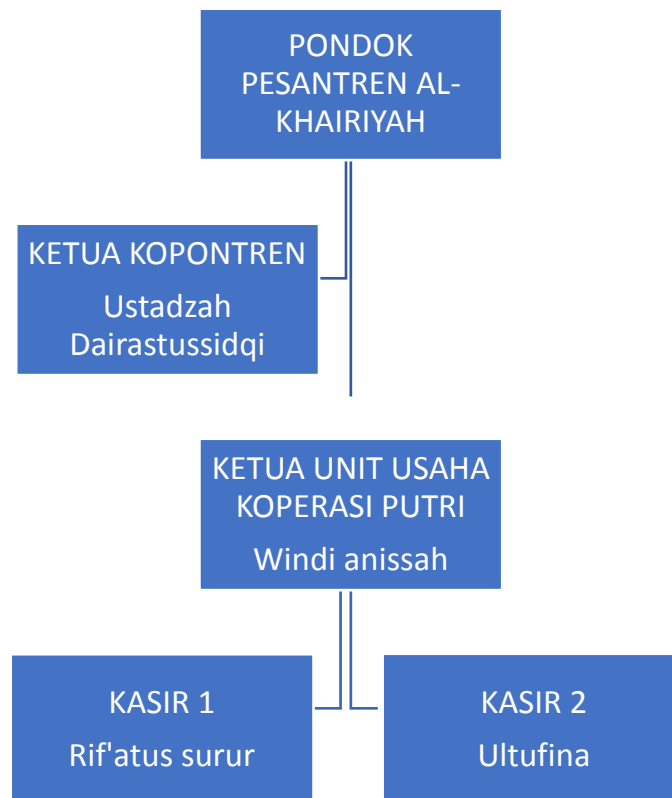 PONDOK
PESANTREN AL-
KHAIRIYAH
KETUA KOPONTREN
Ustadzah
Dairastussidqi
KETUA UNIT USAHA
KOPERASI PUTRI
Windi anissah
KASIR 1
Rif'atus surur
KASIR 2
Ultufina